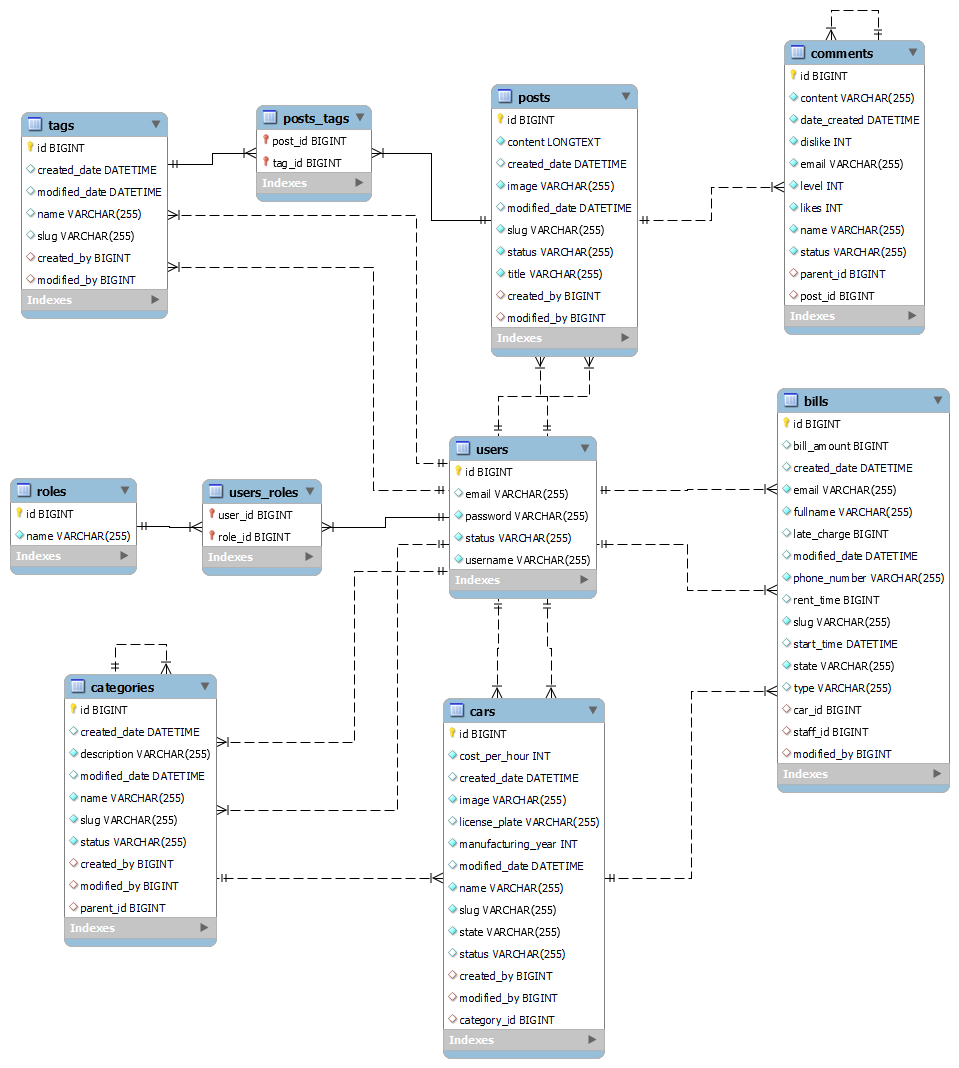 comments
id BIGINT
content VARCHAR(255)
date_created DATETIME
dislike INT
email VARCHAR(255)
level INT
likes INT
name VARCHAR(255)
status VARCHAR(255)
parent_id BIGINT
post_id BIGINT
Indexes
posts
id BIGINT
content LONGTEXT
created_date DATETIME
image VARCHAR(255)
modified_date DATETIME
slug VARCHAR(255)
status VARCHAR(255)
title VARCHAR(255)
created_by BIGINT
modified_by BIGINT
Indexes
posts_tags
post_id BIGINT
tag_id BIGINT
Indexes
tags
id BIGINT
created_date DATETIME
modified_date DATETIME
name VARCHAR(255)
slug VARCHAR(255)
created_by BIGINT
modified_by BIGINT
Indexes
bills
id BIGINT
bill_amount BIGINT
created_date DATETIME
email VARCHAR(255)
fullname VARCHAR(255)
late_charge BIGINT
modified_date DATETIME
phone_number VARCHAR(255)
rent_time BIGINT
slug VARCHAR(255)
start_time DATETIME
state VARCHAR(255)
type VARCHAR(255)
car_id BIGINT
staff_id BIGINT
modified_by BIGINT
Indexes
users
id BIGINT
email VARCHAR(255)
password VARCHAR(255)
status VARCHAR(255)
username VARCHAR(255)
Indexes
roles
id BIGINT
name VARCHAR(255)
Indexes
users_roles
user_id BIGINT
role_id BIGINT
Indexes
categories
id BIGINT
created_date DATETIME
description VARCHAR(255)
modified_date DATETIME
name VARCHAR(255)
slug VARCHAR(255)
status VARCHAR(255)
created_by BIGINT
modified_by BIGINT
parent_id BIGINT
Indexes
cars
id BIGINT
cost_per_hour INT
created_date DATETIME
image VARCHAR(255)
license_plate VARCHAR(255)
manufacturing_year INT
modified_date DATETIME
name VARCHAR(255)
slug VARCHAR(255)
state VARCHAR(255)
status VARCHAR(255)
created_by BIGINT
modified_by BIGINT
category_id BIGINT
Indexes